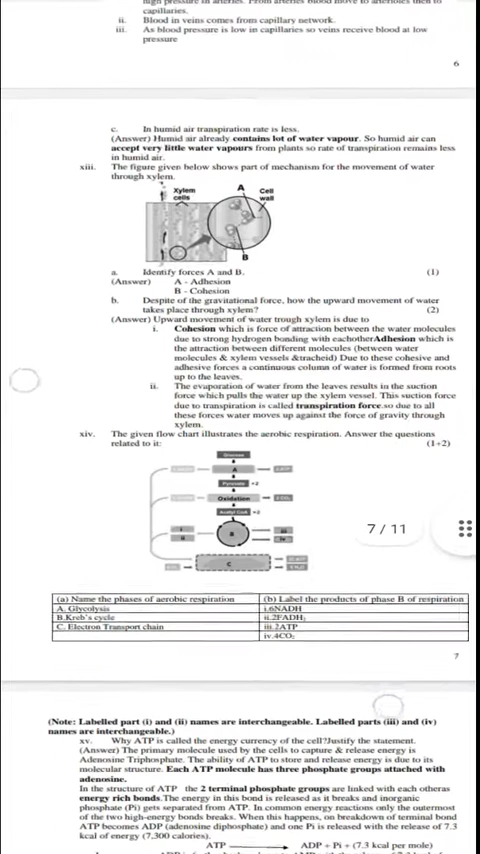 high pressure in arteries. From arteries blood move to arterioles then to
capillaries.
ii. Blood in veins comes from capillary network.
iii. As blood pressure is low in capillaries so veins receive blood at low
pressure
6
c. In humid air transpiration rate is less.
(Answer) Humid air already contains lot of water vapour. So humid air can
accept very little water vapours from plants so rate of transpiration remains less
in humid air.
xiii. The figure given below shows part of mechanism for the movement of water
through xylem.
Xylem cells
A
Cell wall
B
a. Identify forces A and B. (1)
(Answer) A - Adhesion
B - Cohesion
b. Despite of the gravitational force, how the upward movement of water
takes place through xylem? (2)
(Answer) Upward movement of water trough xylem is due to
i. Cohesion which is force of attraction between the water molecules
due to strong hydrogen bonding with eachotherAdhesion which is
the attraction between different molecules (between water
molecules & xylem vessels &tracheid) Due to these cohesive and
adhesive forces a continuous column of water is formed from roots
up to the leaves.
ii. The evaporation of water from the leaves results in the suction
force which pulls the water up the xylem vessel. This suction force
due to transpiration is called transpiration force.so due to all
these forces water moves up against the force of gravity through
xylem.
xiv. The given flow chart illustrates the aerobic respiration. Answer the questions
related to it: (1+2)
Glucose
A
Pyruvate ×2
Oxidation
Acetyl CoA ×2
i
ii
B
iii
iv
C
7 / 11
(a) Name the phases of aerobic respiration (b) Label the products of phase B of respiration
A. Glycolysis i.6NADH
B.Kreb's cycle ii.2FADH₂
C. Electron Transport chain iii.2ATP
iv.4CO₂
7
(Note: Labelled part (i) and (ii) names are interchangeable. Labelled parts (iii) and (iv)
names are interchangeable.)
xv. Why ATP is called the energy currency of the cell?Justify the statement.
(Answer) The primary molecule used by the cells to capture & release energy is
Adenosine Triphosphate. The ability of ATP to store and release energy is due to its
molecular structure. Each ATP molecule has three phosphate groups attached with
adenosine.
In the structure of ATP the 2 terminal phosphate groups are linked with each otheras
energy rich bonds.The energy in this bond is released as it breaks and inorganic
phosphate (Pi) gets separated from ATP. In common energy reactions only the outermost
of the two high-energy bonds breaks. When this happens, on breakdown of terminal bond
ATP becomes ADP (adenosine diphosphate) and one Pi is released with the release of 7.3
kcal of energy (7,300 calories).
ATP → ADP + Pi + (7.3 kcal per mole)